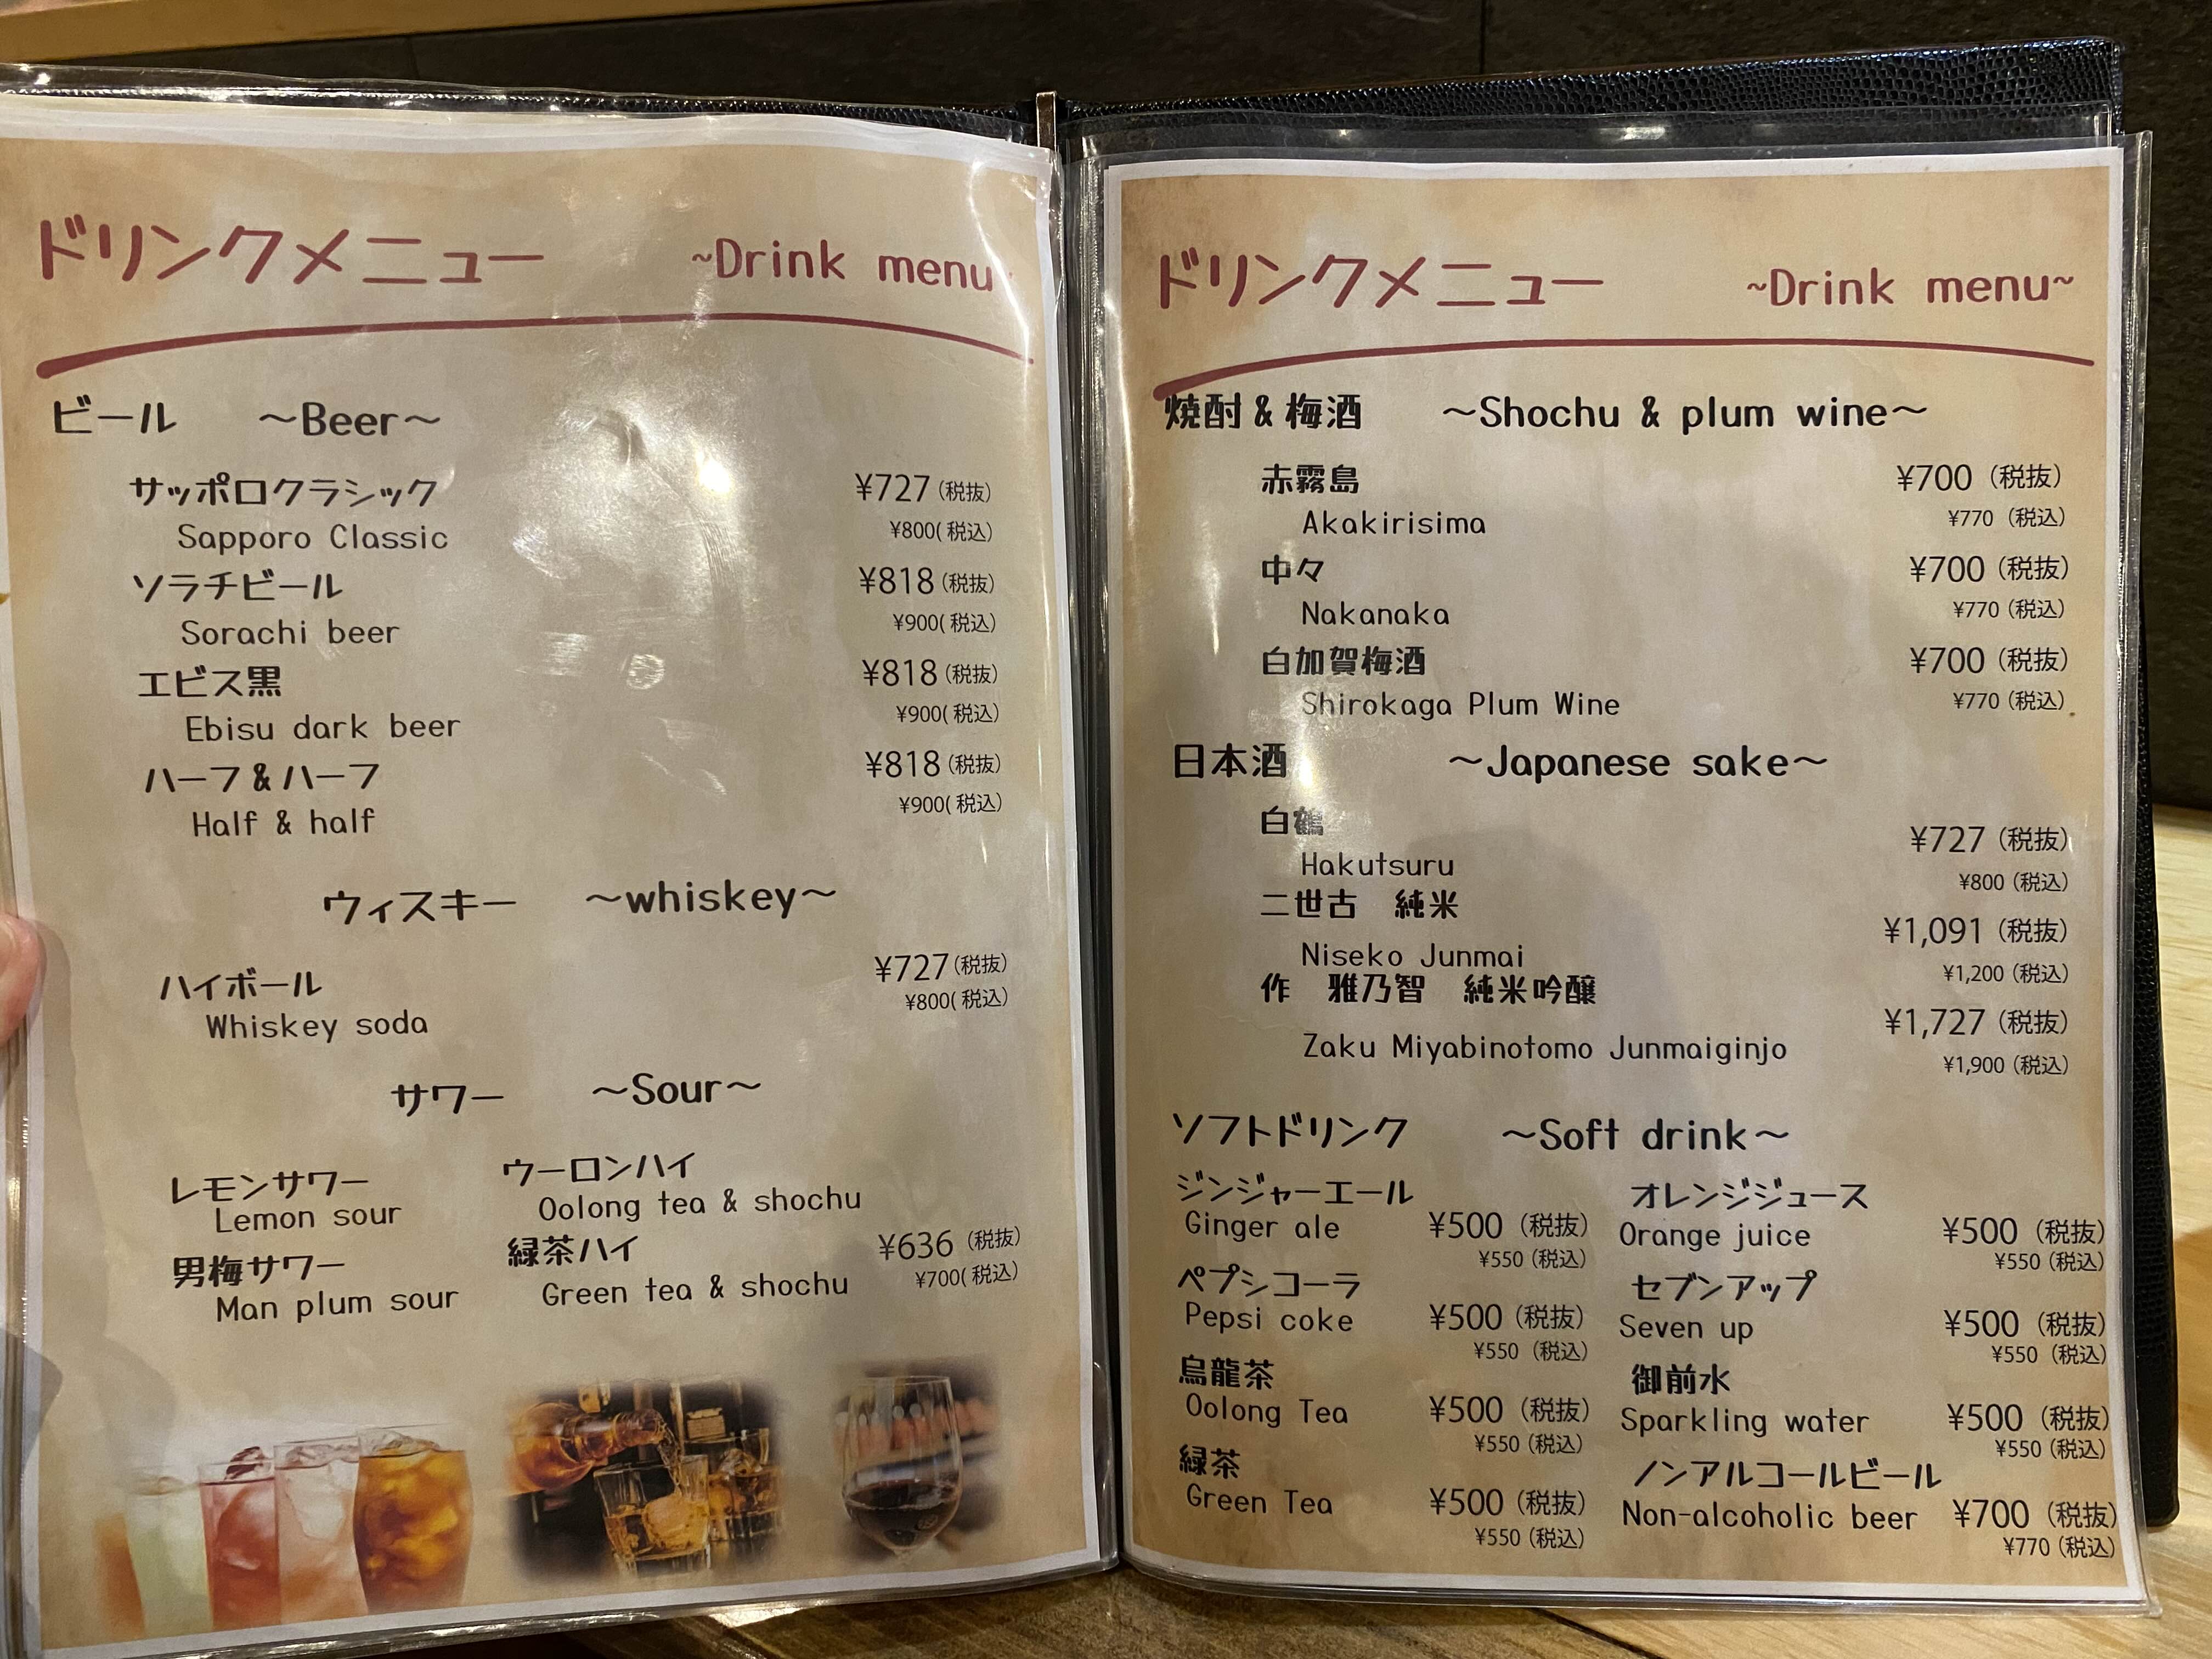 ドリンクメニュー ~Drink menu
ビール ～Beer～
サッポロクラシック ¥727(税抜)
Sapporo Classic ¥800(税込)
ソラチビール ¥818(税抜)
Sorachi beer ¥900(税込)
エビス黒 ¥818(税抜)
Ebisu dark beer ¥900(税込)
ハーフ&ハーフ ¥818(税抜)
Half & half ¥900(税込)
ウィスキー ～whiskey～
ハイボール ¥727(税抜)
Whiskey soda ¥800(税込)
サワー ～Sour～
レモンサワー ウーロンハイ
Lemon sour Oolong tea & shochu
男梅サワー 緑茶ハイ ¥636(税抜)
Man plum sour Green tea & shochu ¥700(税込)
ドリンクメニュー ~Drink menu~
焼酎&梅酒 ～Shochu & plum wine～
赤霧島 ¥700(税抜)
Akakirisima ¥770(税込)
中々 ¥700(税抜)
Nakanaka ¥770(税込)
白加賀梅酒 ¥700(税抜)
Shirokaga Plum Wine ¥770(税込)
日本酒 ～Japanese sake～
白鶴 ¥727(税抜)
Hakutsuru ¥800(税込)
二世古 純米 ¥1,091(税抜)
Niseko Junmai ¥1,200(税込)
作 雅乃智 純米吟醸 ¥1,727(税抜)
Zaku Miyabinotomo Junmaiginjo ¥1,900(税込)
ソフトドリンク ～Soft drink～
ジンジャーエール オレンジジュース
Ginger ale ¥500(税抜) Orange juice ¥500(税抜)
¥550(税込) ¥550(税込)
ペプシコーラ セブンアップ
Pepsi coke ¥500(税抜) Seven up ¥500(税抜)
¥550(税込) ¥550(税込)
烏龍茶 御前水
Oolong Tea ¥500(税抜) Sparkling water ¥500(税抜)
¥550(税込) ¥550(税込)
緑茶 ノンアルコールビール
Green Tea ¥500(税抜) Non-alcoholic beer ¥700(税抜)
¥550(税込) ¥770(税込)